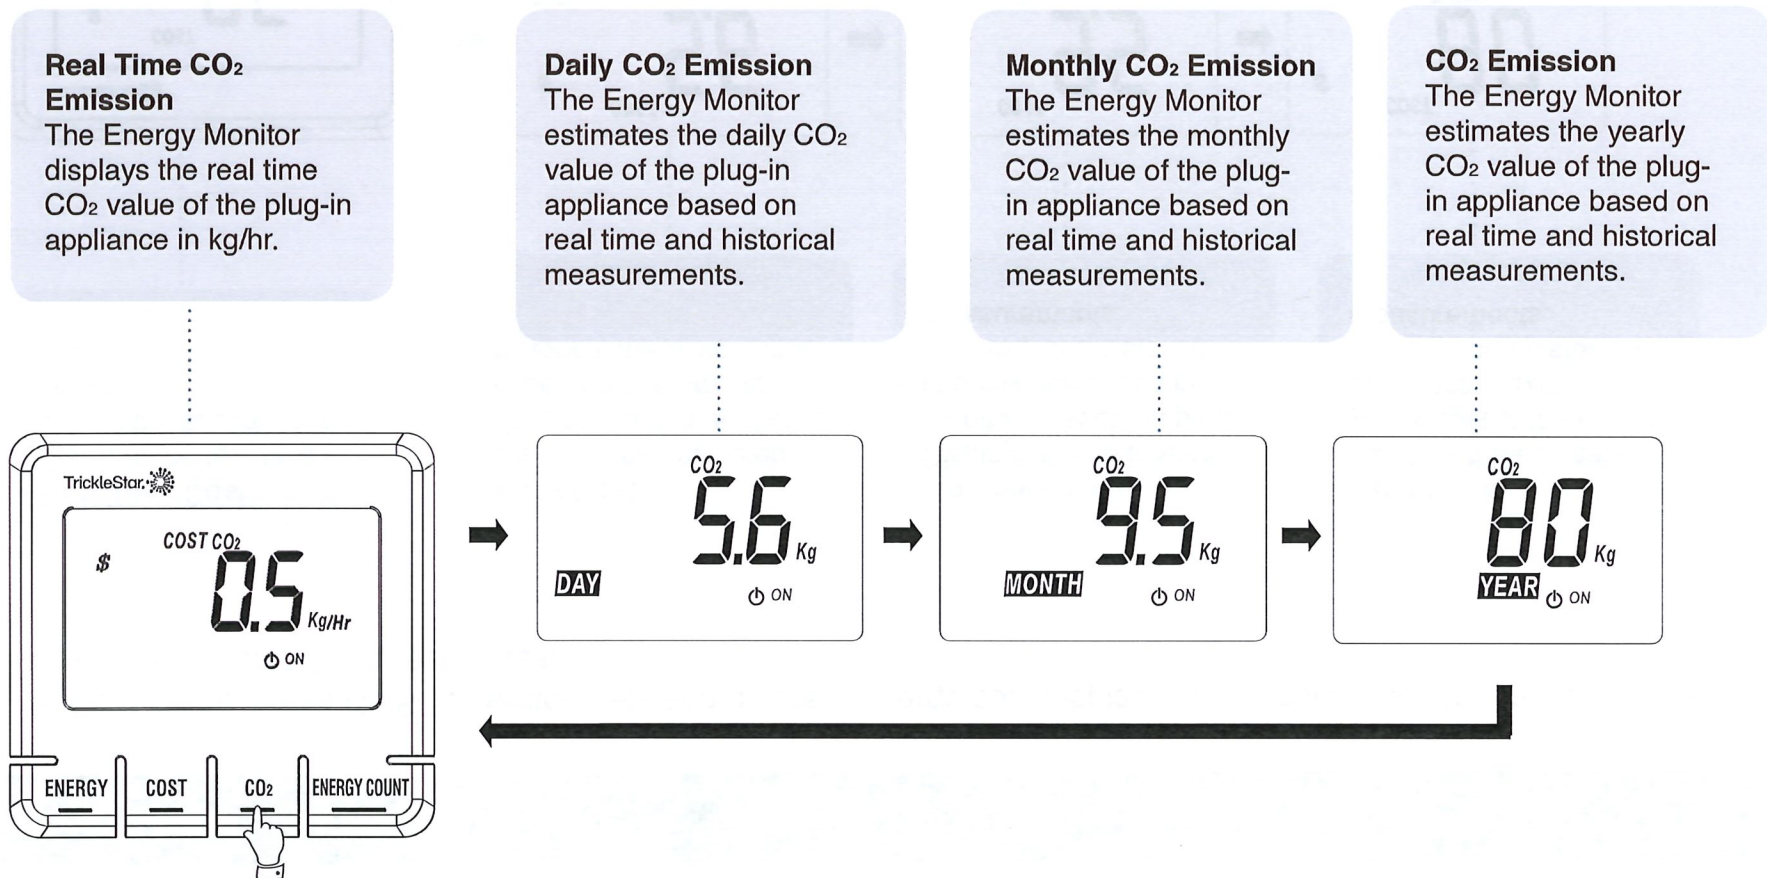 Real Time CO2
Emission
The Energy Monitor
displays the real time
CO2 value of the plug-in
appliance in kg/hr.
Daily CO2 Emission
The Energy Monitor
estimates the daily CO2
value of the plug-in
appliance based on
real time and historical
measurements.
Monthly CO2 Emission
The Energy Monitor
estimates the monthly
CO2 value of the plug-
in appliance based on
real time and historical
measurements.
CO2 Emission
The Energy Monitor
estimates the yearly
CO2 value of the plug-
in appliance based on
real time and historical
measurements.
TrickleStar
COST CO2
$ 0.5 Kg/Hr
ON
ENERGY COST CO2 ENERGY COUNT
CO2
5.6 Kg
DAY ON
CO2
9.5 Kg
MONTH ON
CO2
80 Kg
YEAR ON